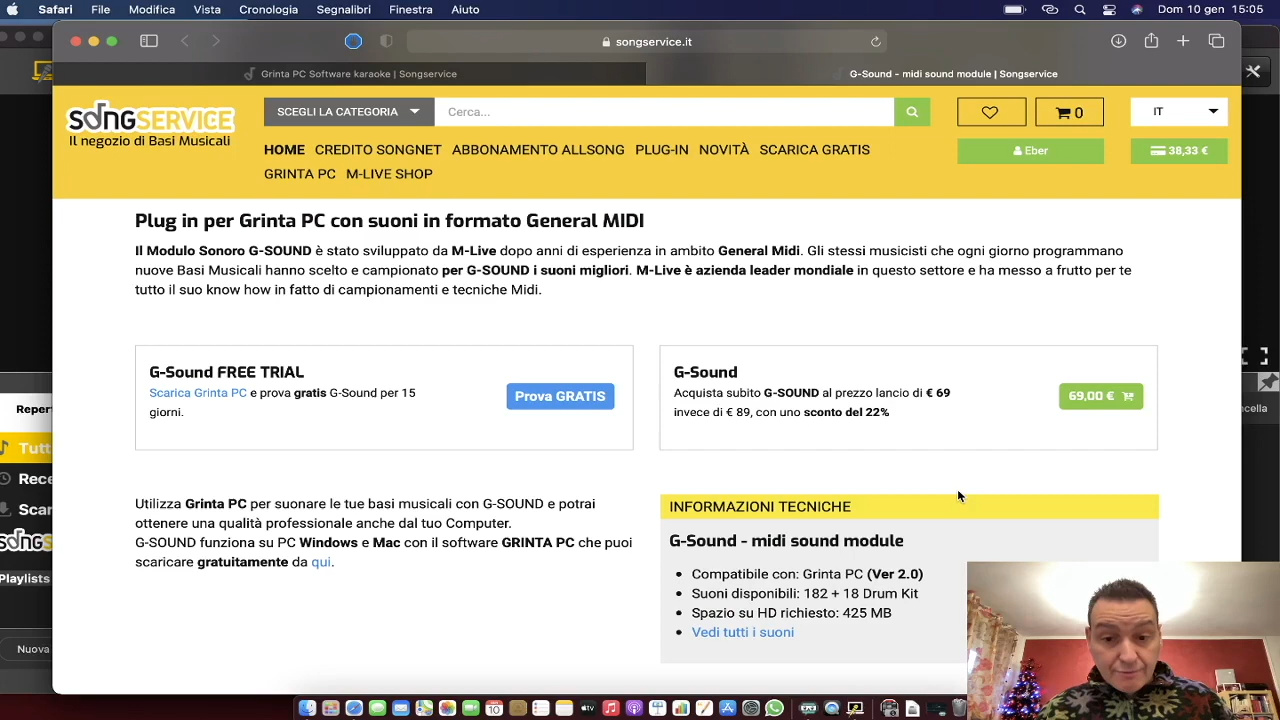 Safari File Modifica Vista Cronologia Segnalibri Finestra Aiuto Dom 10 gen 15:05
songservice.it
Grinta PC Software karaoke | Songservice
G-Sound - midi sound module | Songservice
SONGSERVICE
Il negozio di Basi Musicali
SCEGLI LA CATEGORIA
Cerca...
0
IT
HOME CREDITO SONGNET ABBONAMENTO ALLSONG PLUG-IN NOVITÀ SCARICA GRATIS
Eber
38,33 €
GRINTA PC M-LIVE SHOP
Plug in per Grinta PC con suoni in formato General MIDI
Il Modulo Sonoro G-SOUND è stato sviluppato da M-Live dopo anni di esperienza in ambito General Midi. Gli stessi musicisti che ogni giorno programmano
nuove Basi Musicali hanno scelto e campionato per G-SOUND i suoni migliori. M-Live è azienda leader mondiale in questo settore e ha messo a frutto per te
tutto il suo know how in fatto di campionamenti e tecniche Midi.
G-Sound FREE TRIAL
Scarica Grinta PC e prova gratis G-Sound per 15
giorni.
Prova GRATIS
G-Sound
Acquista subito G-SOUND al prezzo lancio di € 69
invece di € 89, con uno sconto del 22%
69,00 €
Utilizza Grinta PC per suonare le tue basi musicali con G-SOUND e potrai
ottenere una qualità professionale anche dal tuo Computer.
G-SOUND funziona su PC Windows e Mac con il software GRINTA PC che puoi
scaricare gratuitamente da qui.
INFORMAZIONI TECNICHE
G-Sound - midi sound module
Compatibile con: Grinta PC (Ver 2.0)
Suoni disponibili: 182 + 18 Drum Kit
Spazio su HD richiesto: 425 MB
Vedi tutti i suoni
Reper
Tutt
Rece
Scar
Playlists
Nuova
ncella